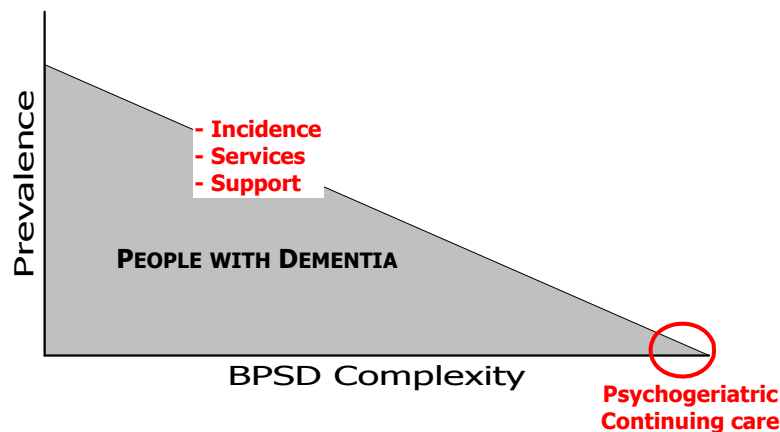 - Incidence
- Services
- Support
Prevalence
PEOPLE WITH DEMENTIA
BPSD Complexity
Psychogeriatric
Continuing care